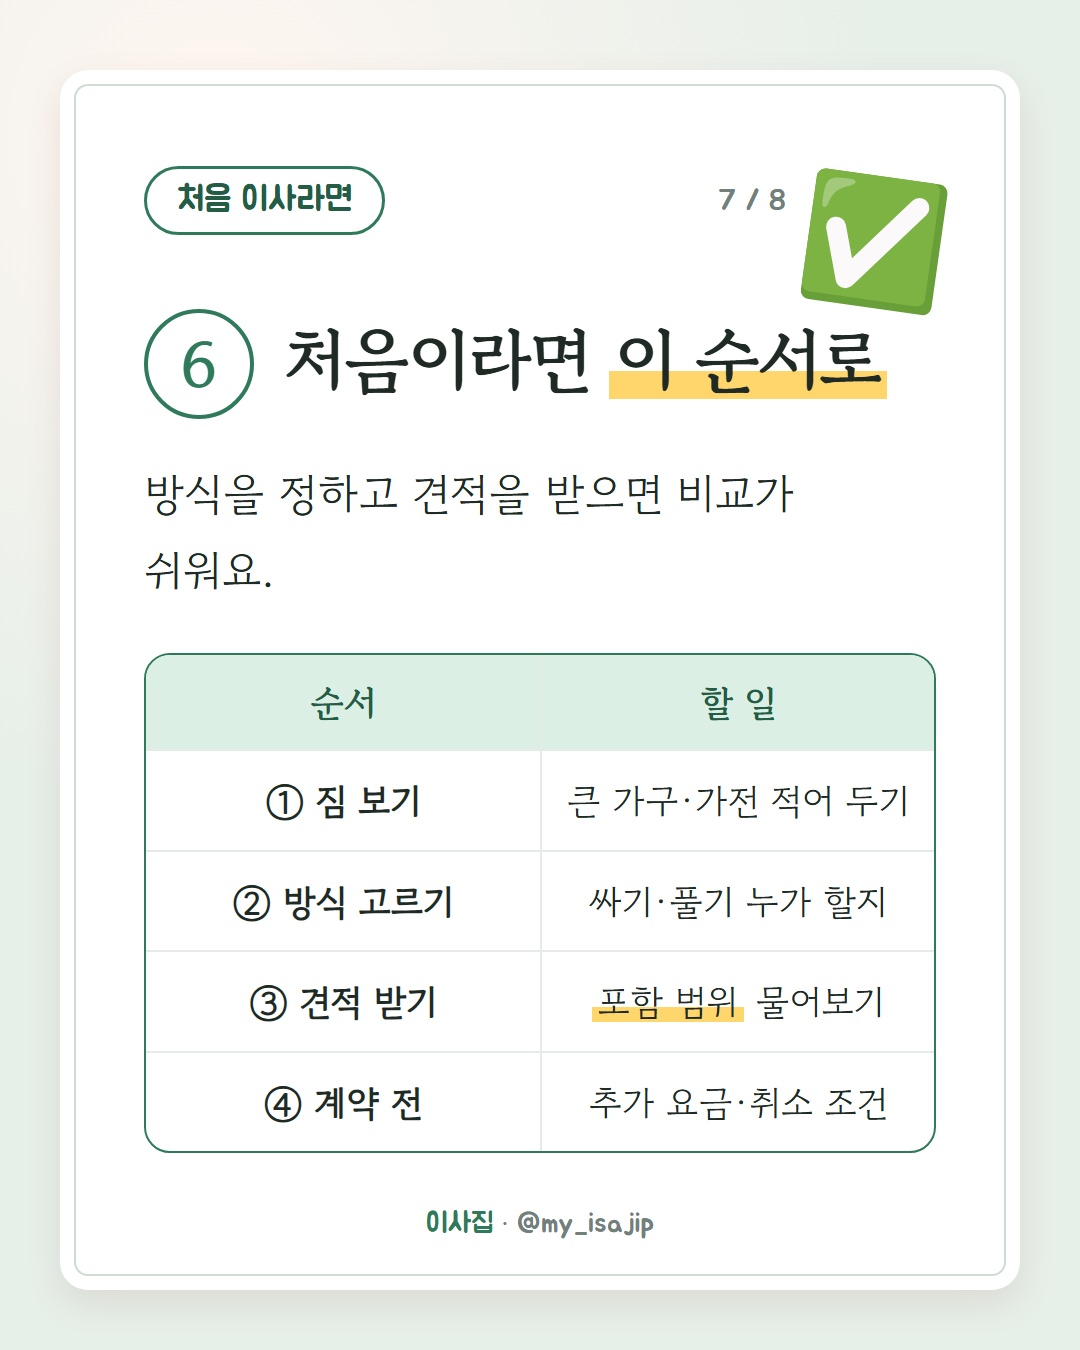 처음 이사라면
7 / 8
6 처음이라면 이 순서로
방식을 정하고 견적을 받으면 비교가
쉬워요.
순서 할 일
① 짐 보기 큰 가구·가전 적어 두기
② 방식 고르기 싸기·풀기 누가 할지
③ 견적 받기 포함 범위 물어보기
④ 계약 전 추가 요금·취소 조건
이사집 · @my_isajip